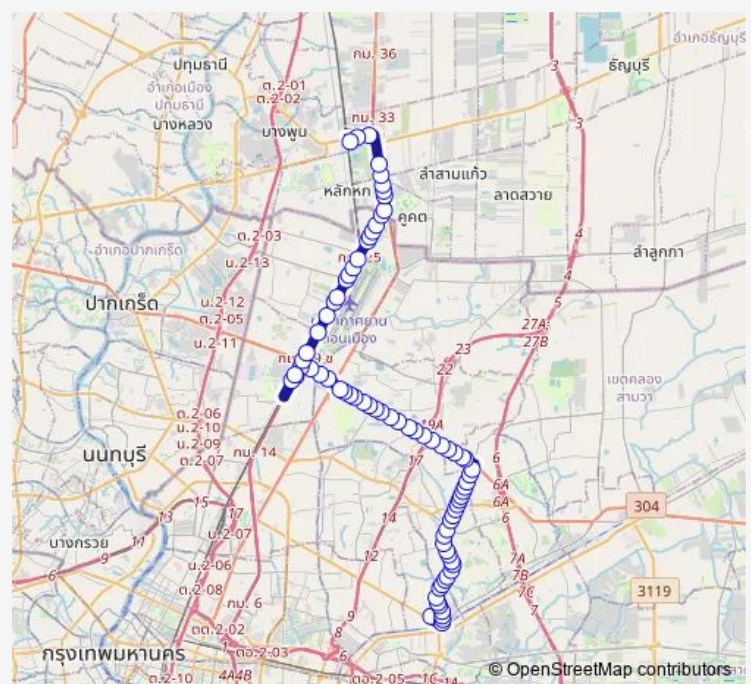 กม. 36
อำเภอธัญบุรี
ปทุมธานี
ธัญบุรี
ต.2-01
ต.2-02
อำเภอเมือง
ปทุมธานี
3
กม. 33
บางหลวง
บางพูน
3
ลำสามแก้ว
หลักหก
ลาดสวาย
คูคต
4
ต.2-03
อำเภอปากเกร็ด
น.2-13
ลำลูกกา
4
5
น.2-12
ปากเกร็ด
ต.2-05
27A;
27B
น.2-11
23
22
เขตคลอง
สามวา
ต.2-06
น.2-10
น.2-09
ต.2-07
19A
17
นนทบุรี
กม. 14
6
6A
6A
15
13
17
14
6
304
น.2-07
บางกรวย
11
9
12
7A
6
น.2-06
7B
7C
3119
ต.2-08
กม. 6
9
7
ตต.2-02
8
6
กรุงเทพมหานคร
ตอ.2-03
4A4B
ต.2-10
ตอ.2-05
1C
14
© OpenStreetMap contributors